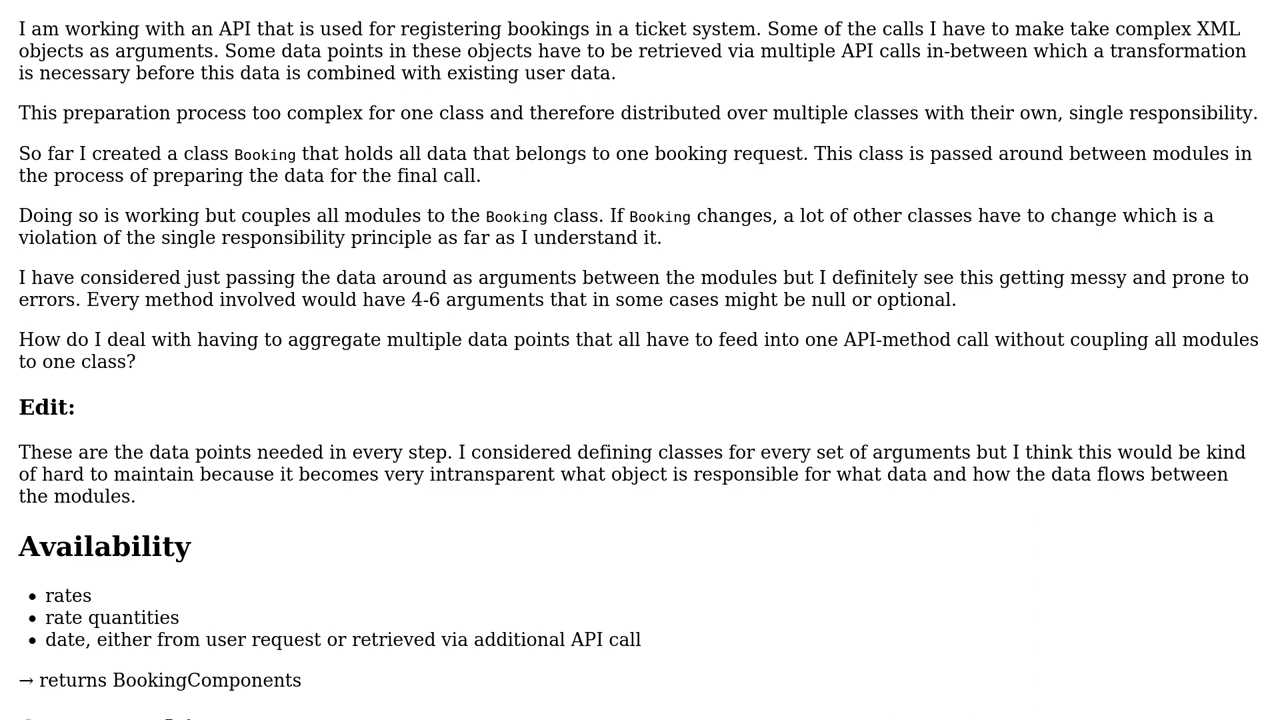 I am working with an API that is used for registering bookings in a ticket system. Some of the calls I have to make take complex XML
objects as arguments. Some data points in these objects have to be retrieved via multiple API calls in-between which a transformation
is necessary before this data is combined with existing user data.
This preparation process too complex for one class and therefore distributed over multiple classes with their own, single responsibility.
So far I created a class Booking that holds all data that belongs to one booking request. This class is passed around between modules in
the process of preparing the data for the final call.
Doing so is working but couples all modules to the Booking class. If Booking changes, a lot of other classes have to change which is a
violation of the single responsibility principle as far as I understand it.
I have considered just passing the data around as arguments between the modules but I definitely see this getting messy and prone to
errors. Every method involved would have 4-6 arguments that in some cases might be null or optional.
How do I deal with having to aggregate multiple data points that all have to feed into one API-method call without coupling all modules
to one class?
Edit:
These are the data points needed in every step. I considered defining classes for every set of arguments but I think this would be kind
of hard to maintain because it becomes very intransparent what object is responsible for what data and how the data flows between
the modules.
Availability
• rates
• rate quantities
• date, either from user request or retrieved via additional API call
→ returns BookingComponents